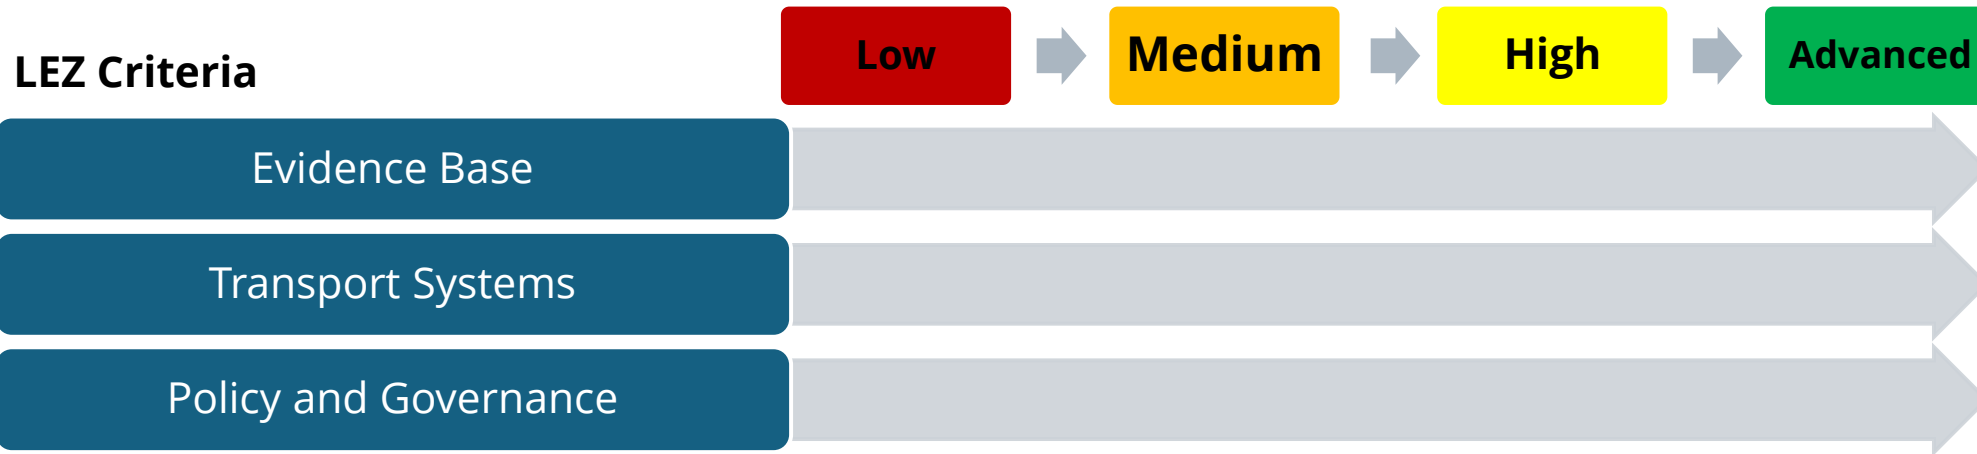 LEZ Criteria
Low
Medium
High
Advanced
Evidence Base
Transport Systems
Policy and Governance